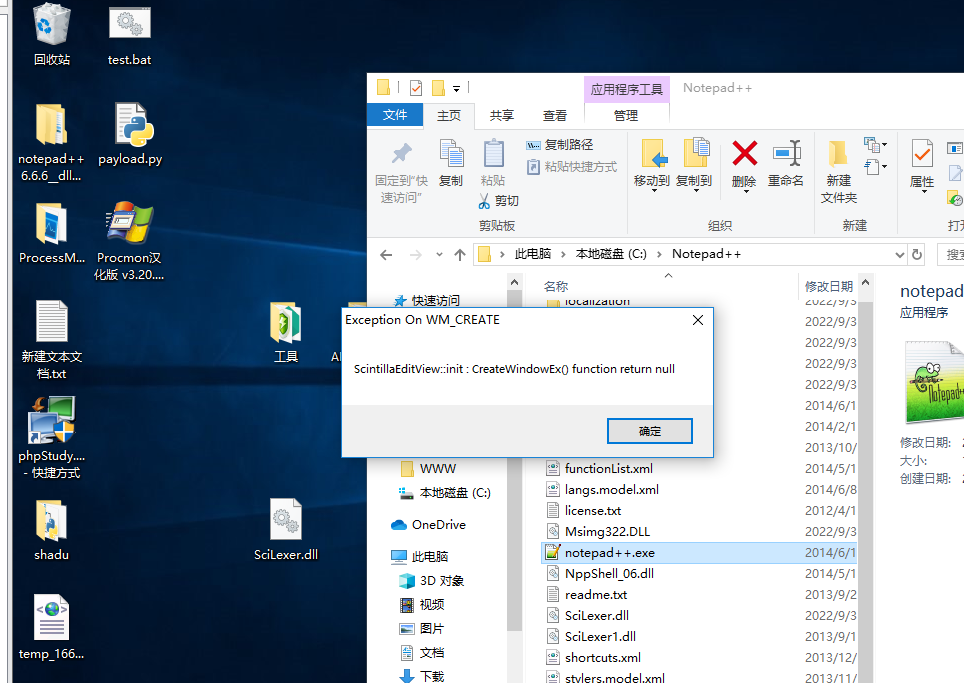 回收站
test.bat
notepad++
6.6.6__dll...
payload.py
ProcessM...
Procmon汉
化版 v3.20....
新建文本文
档.txt
工具
phpStudy....
- 快捷方式
shadu
SciLexer.dll
temp_166...
应用程序工具
Notepad++
文件
主页
共享
查看
管理
固定到"快
速访问"
复制
粘贴
复制路径
粘贴快捷方式
剪切
剪贴板
移动到
复制到
删除
重命名
组织
新建
文件夹
新建
属性
此电脑
本地磁盘 (C:)
Notepad++
快速访问
名称
修改日期
localization
2022/9/3
2022/9/3
2022/9/3
2022/9/3
2022/9/3
2014/6/1
2014/2/1
2013/10/
notepad
应用程序
Exception On WM_CREATE
ScintillaEditView::init : CreateWindowEx() function return null
确定
修改日期:
大小:
创建日期:
WWW
本地磁盘 (C:)
OneDrive
此电脑
3D 对象
视频
图片
文档
下载
functionList.xml 2014/5/1
langs.model.xml 2014/6/8
license.txt 2012/4/1
Msimg322.DLL 2022/9/3
notepad++.exe 2014/6/1
NppShell_06.dll 2014/5/1
readme.txt 2013/9/2
SciLexer.dll 2022/9/3
SciLexer1.dll 2013/9/1
shortcuts.xml 2013/12/
stylers.model.xml 2013/11/